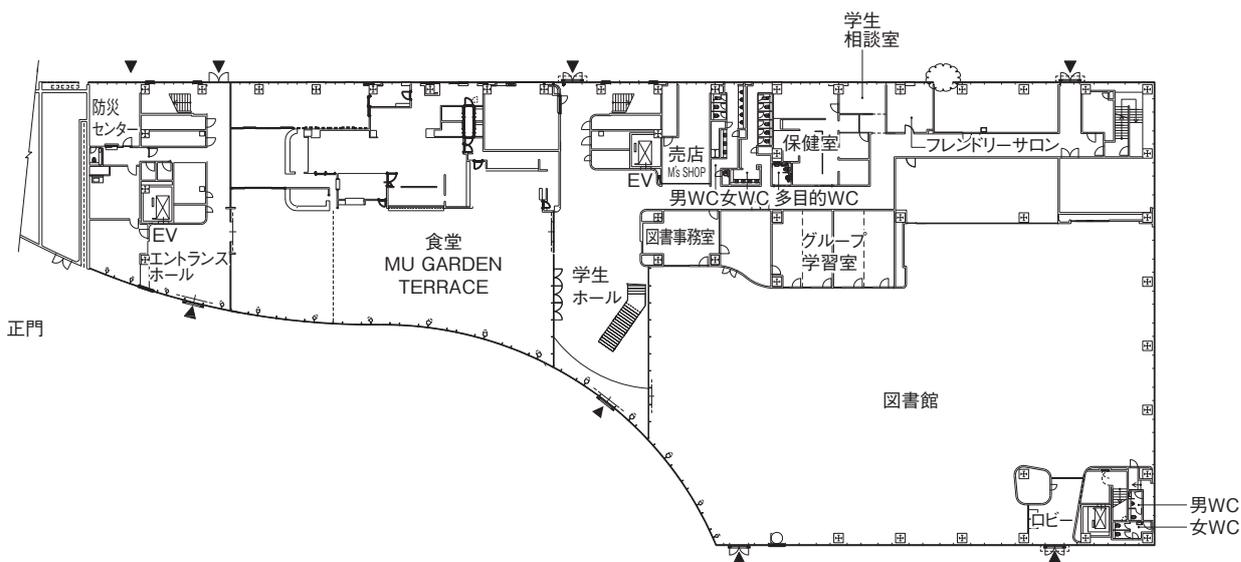 学生
相談室
防災
センター
売店
M's SHOP
保健室
フレンドリーサロン
EV
男WC
女WC
多目的WC
EV
エントランス
ホール
食堂
MU GARDEN
TERRACE
図書事務室
グループ
学習室
学生
ホール
正門
図書館
ロビー
男WC
女WC